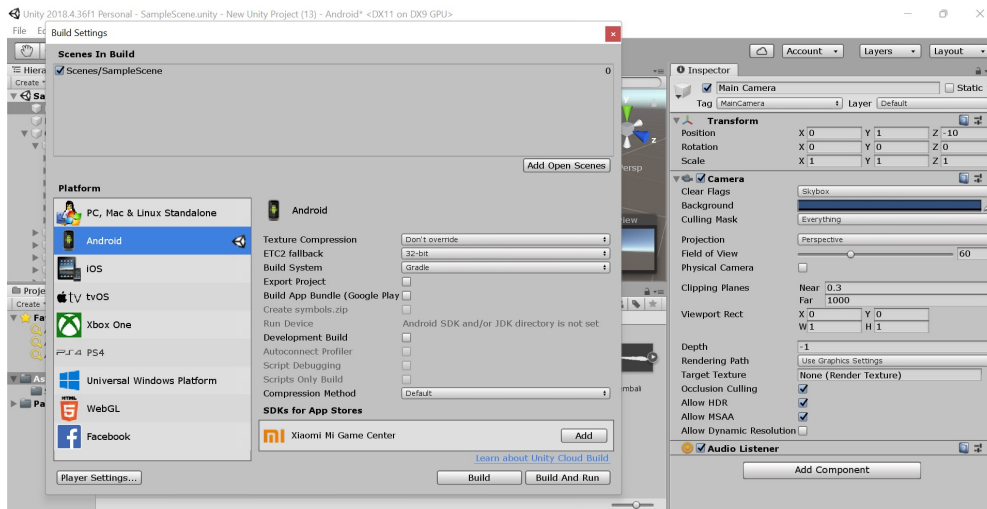 Unity 2018.4.36f1 Personal - SampleScene.unity - New Unity Project (13) - Android* <DX11 on DX9 GPU>
File
Build Settings
Account
Layers
Layout
Scenes In Build
Scenes/SampleScene
0
Add Open Scenes
Platform
PC, Mac & Linux Standalone
Android
iOS
tvOS
Xbox One
PS4
Universal Windows Platform
HTML
WebGL
Facebook
Android
Texture Compression
Don't override
ETC2 fallback
32-bit
Build System
Gradle
Export Project
Build App Bundle (Google Play
Create symbols.zip
Run Device
Android SDK and/or JDK directory is not set
Development Build
Autoconnect Profiler
Script Debugging
Scripts Only Build
Compression Method
Default
SDKs for App Stores
Xiaomi Mi Game Center
Add
Learn about Unity Cloud Build
Player Settings...
Build
Build And Run
Create
Create
z
Inspector
Main Camera
Static
Tag
MainCamera
Layer
Default
Transform
Position
X 0
Y 1
Z -10
Rotation
X 0
Y 0
Z 0
Scale
X 1
Y 1
Z 1
Camera
Clear Flags
Skybox
Background
Culling Mask
Everything
Projection
Perspective
Field of View
60
Physical Camera
Clipping Planes
Near 0.3
Far 1000
Viewport Rect
X 0
Y 0
W 1
H 1
Depth
-1
Rendering Path
Use Graphics Settings
Target Texture
None (Render Texture)
Occlusion Culling
Allow HDR
Allow MSAA
Allow Dynamic Resolution
Audio Listener
Add Component